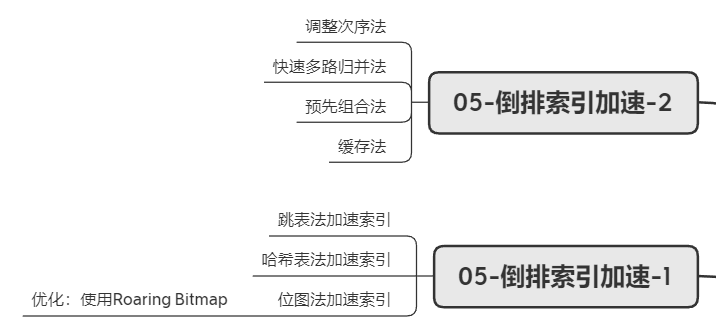 调整次序法
快速多路归并法
预先组合法
缓存法
05-倒排索引加速-2
跳表法加速索引
哈希表法加速索引
优化：使用Roaring Bitmap
位图法加速索引
05-倒排索引加速-1